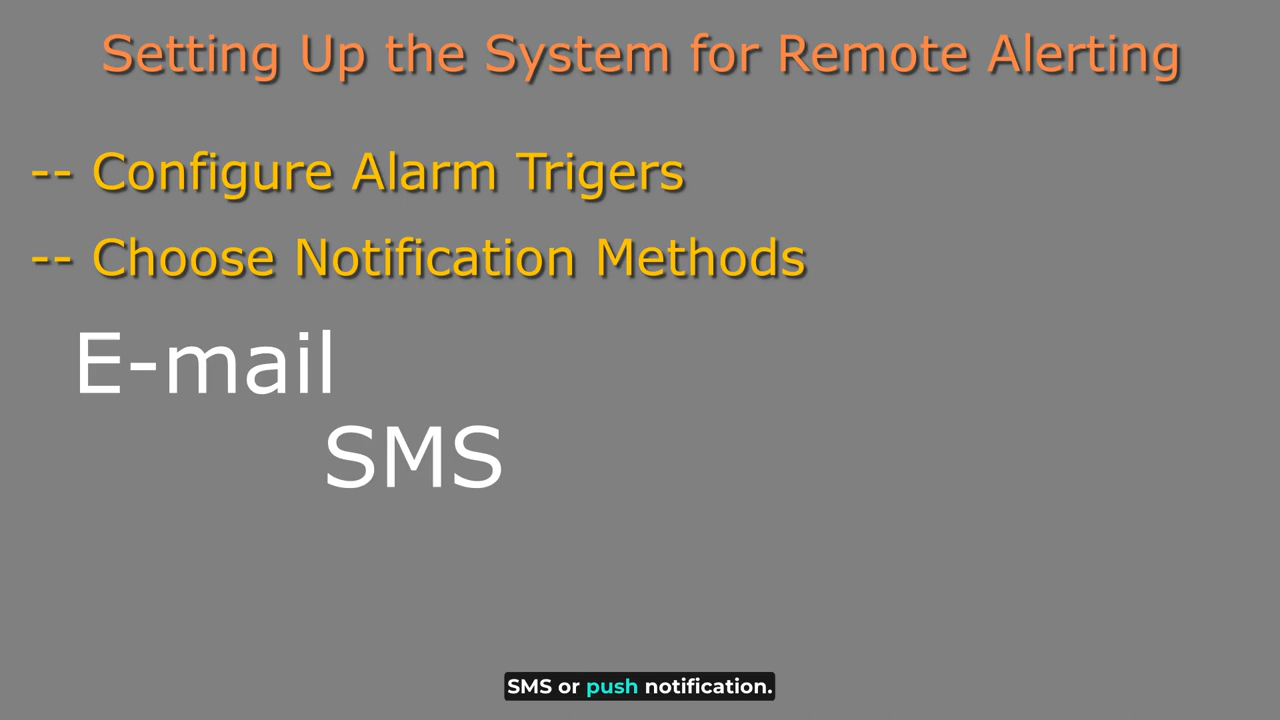 Setting Up the System for Remote Alerting
-- Configure Alarm Trigers
-- Choose Notification Methods
E-mail
SMS
SMS or push notification.